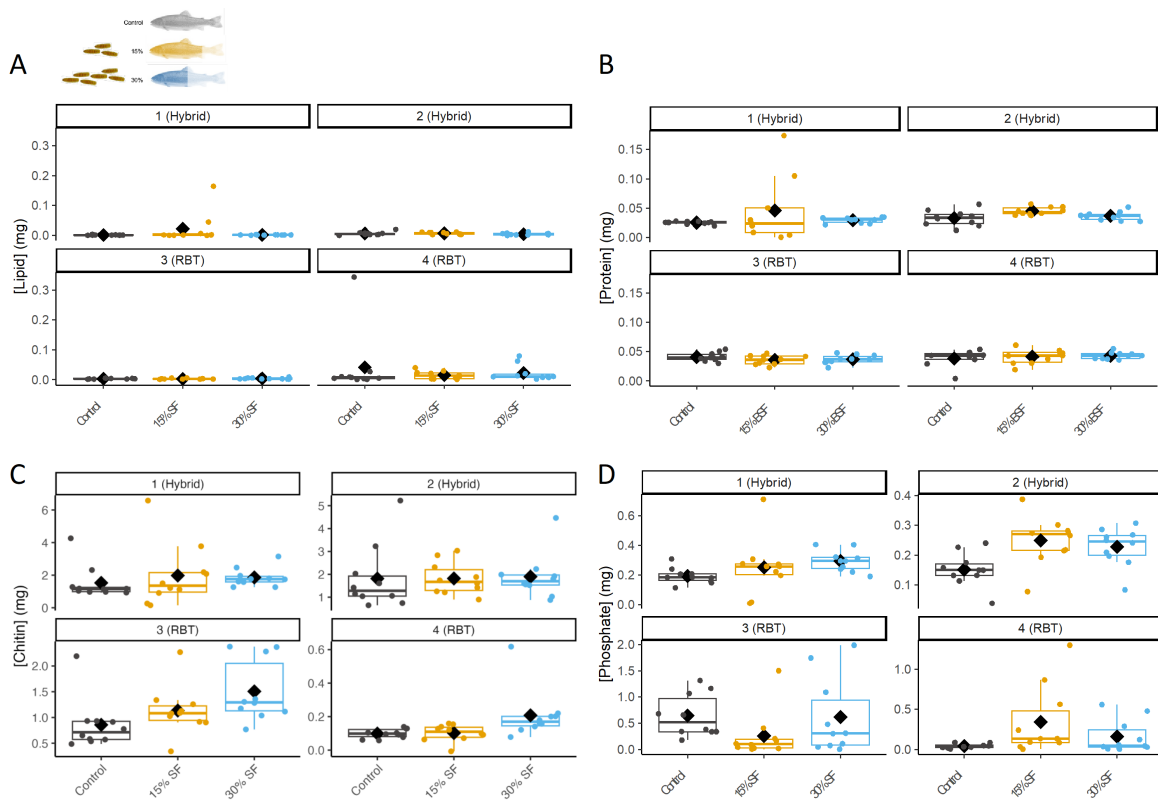 Control
15%
30%
A
B
1 (Hybrid)
2 (Hybrid)
0.3
0.2
0.1
0.0
3 (RBT)
4 (RBT)
0.3
0.2
0.1
0.0
[Lipid] (mg)
Control
15%SF
30%SF
Control
15%SF
30%SF
1 (Hybrid)
2 (Hybrid)
0.15
0.10
0.05
0.00
3 (RBT)
4 (RBT)
0.15
0.10
0.05
0.00
[Protein] (mg)
Control
15%BSF
30%BSF
Control
15%BSF
30%BSF
C
D
1 (Hybrid)
2 (Hybrid)
6
4
2
0
5
4
3
2
1
3 (RBT)
4 (RBT)
2.0
1.5
1.0
0.5
0.6
0.4
0.2
0.0
[Chitin] (mg)
Control
15% SF
30% SF
Control
15% SF
30% SF
1 (Hybrid)
2 (Hybrid)
0.6
0.4
0.2
0.0
0.4
0.3
0.2
0.1
3 (RBT)
4 (RBT)
2.0
1.5
1.0
0.5
0.0
1.0
0.5
0.0
[Phosphate] (mg)
Control
15%SF
30%SF
Control
15%SF
30%SF